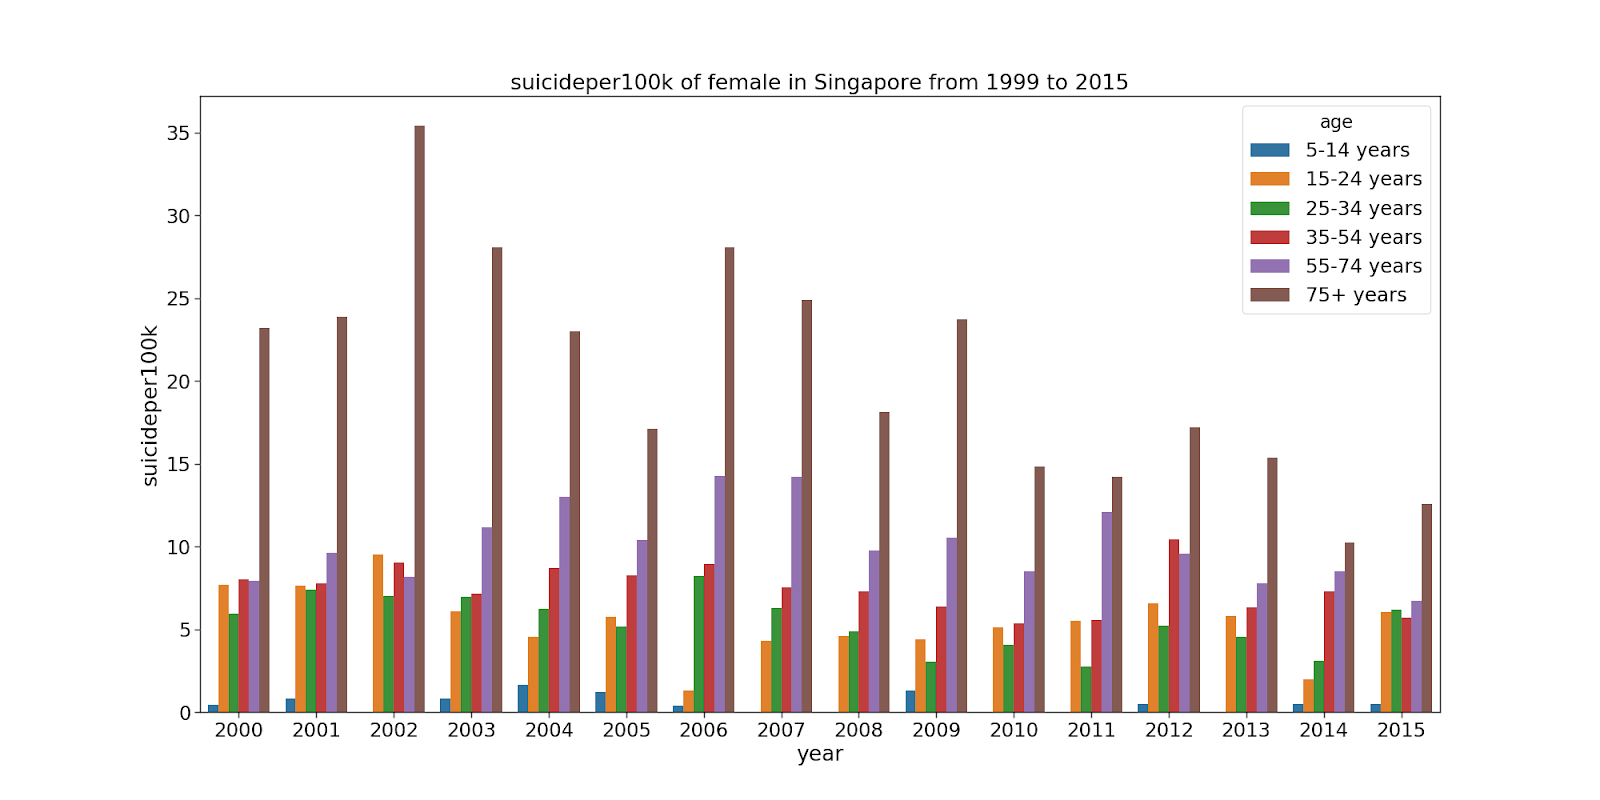 suicideper100k of female in Singapore from 1999 to 2015
age
5-14 years
15-24 years
25-34 years
35-54 years
55-74 years
75+ years
suicideper100k
35
30
25
20
15
10
5
0
2000 2001 2002 2003 2004 2005 2006 2007 2008 2009 2010 2011 2012 2013 2014 2015
year